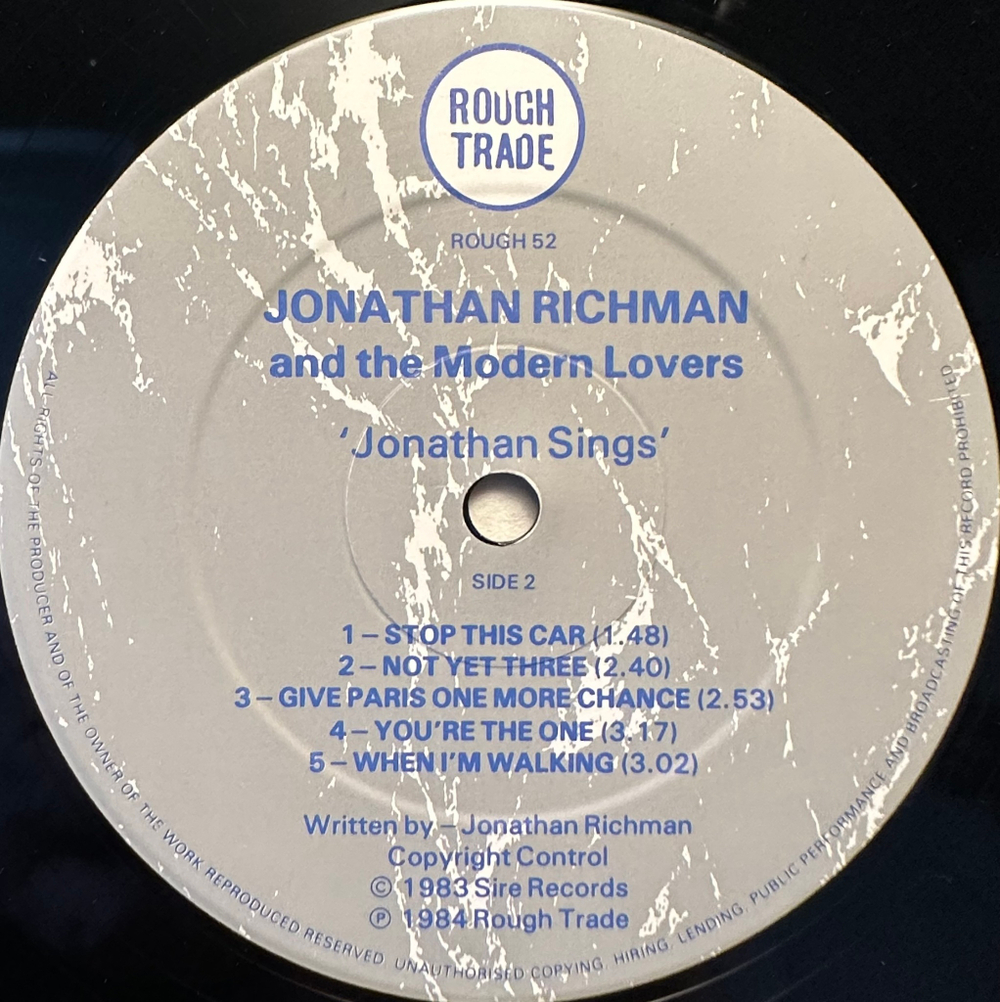 ROUGH
TRADE
ROUGH 52
JONATHAN RICHMAN
and the Modern Lovers
‘Jonathan Sings’
SIDE 2
1 – STOP THIS CAR (1.48)
2 – NOT YET THREE (2.40)
3 – GIVE PARIS ONE MORE CHANCE (2.53)
4 – YOU’RE THE ONE (3.17)
5 – WHEN I’M WALKING (3.02)
Written by – Jonathan Richman
Copyright Control
© 1983 Sire Records
℗ 1984 Rough Trade
ALL RIGHTS OF THE PRODUCER AND OF THE OWNER OF THE WORK REPRODUCED RESERVED. UNAUTHORISED COPYING, HIRING, LENDING, PUBLIC PERFORMANCE AND BROADCASTING OF THIS RECORD PROHIBITED.